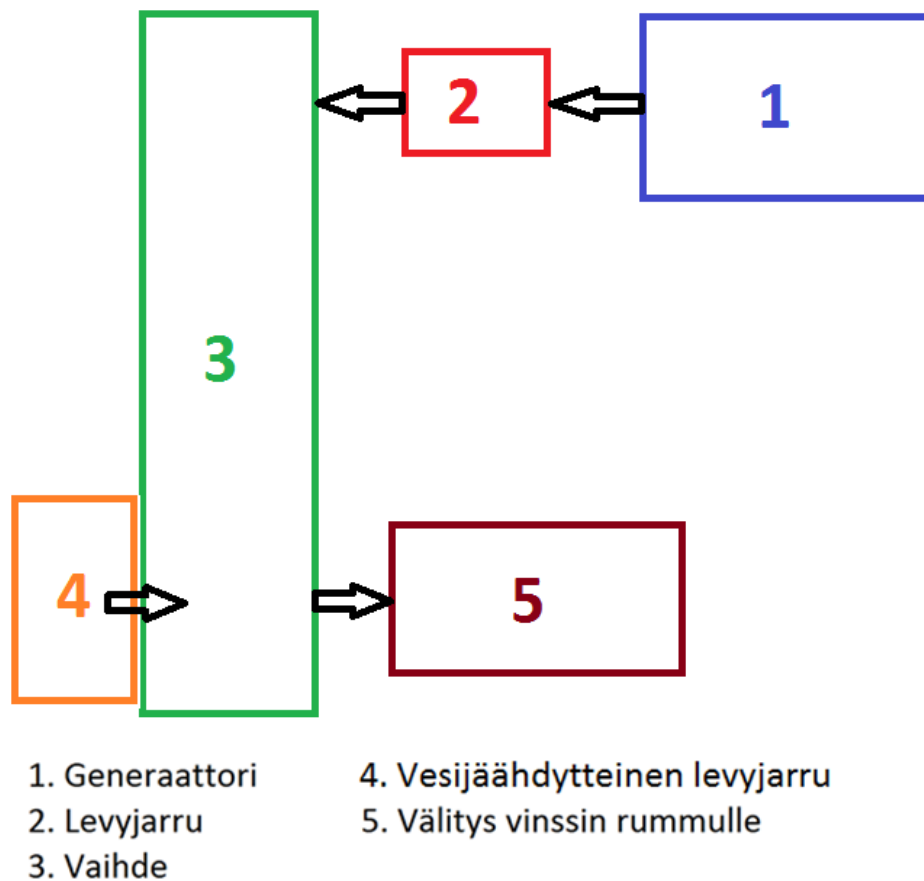 2
1
3
4
5
1. Generaattori
4. Vesijäähdytteinen levyjarru
2. Levyjarru
5. Välitys vinssin rummulle
3. Vaihde